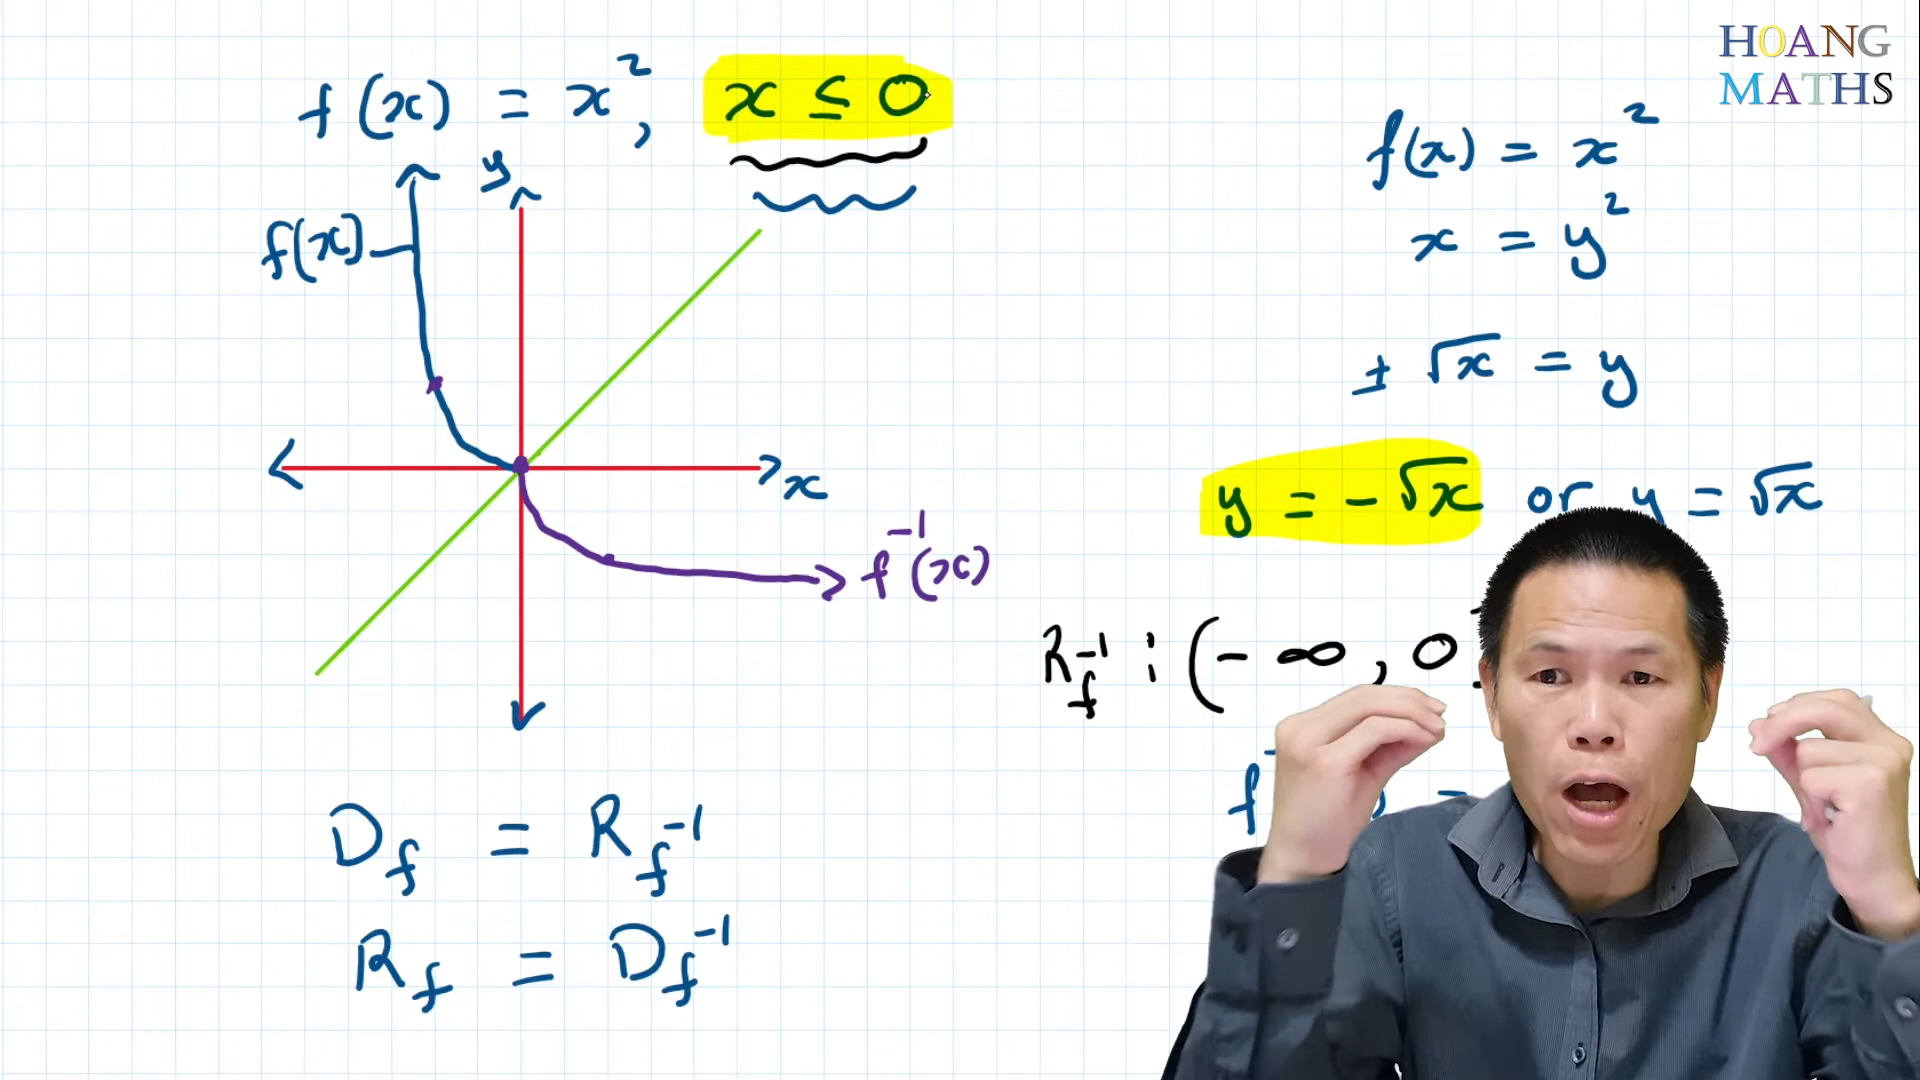 HOANG
MATHS
f(x) = x², x ≤ 0
y
f(x)
x
f⁻¹(x)
D_f = R_f⁻¹
R_f = D_f⁻¹
f(x) = x²
x = y²
± √x = y
y = -√x or y = √x
R_f⁻¹ : (-∞, 0]